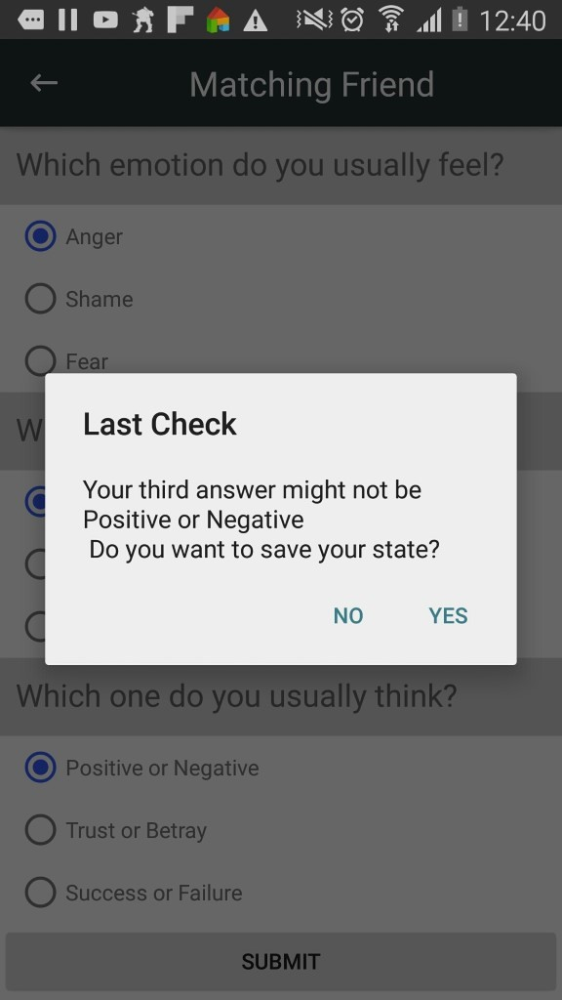 12:40
Matching Friend
Which emotion do you usually feel?
Anger
Shame
Fear
W
Last Check
Your third answer might not be
Positive or Negative
Do you want to save your state?
NO YES
Which one do you usually think?
Positive or Negative
Trust or Betray
Success or Failure
SUBMIT